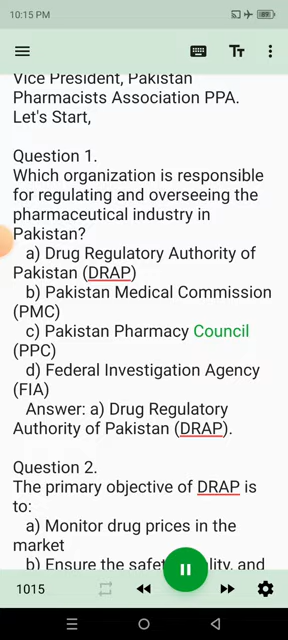 10:15 PM
Vice President, Pakistan
Pharmacists Association PPA.
Let's Start,
Question 1.
Which organization is responsible
for regulating and overseeing the
pharmaceutical industry in
Pakistan?
a) Drug Regulatory Authority of
Pakistan (DRAP)
b) Pakistan Medical Commission
(PMC)
c) Pakistan Pharmacy Council
(PPC)
d) Federal Investigation Agency
(FIA)
Answer: a) Drug Regulatory
Authority of Pakistan (DRAP).
Question 2.
The primary objective of DRAP is
to:
a) Monitor drug prices in the
market
b) Ensure the and
1015